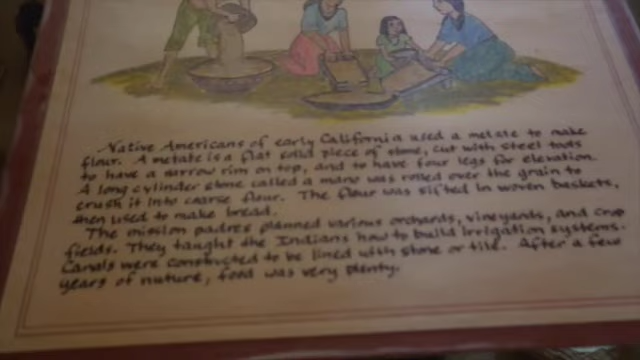 Native Americans of early California used a metate to make
flour. A metate is a flat solid piece of stone, cut with steel tools
to have a narrow rim on top, and to have four legs for elevation.
A long cylinder stone called a mano was rolled over the grain to
crush it into coarse flour. The flour was sifted in woven baskets,
then used to make bread.
The mission padres planned various orchards, vineyards, and crop
fields. They taught the Indians how to build irrigation systems.
Canals were constructed to be lined with stone or tile. After a few
years of nuture, food was very plenty.